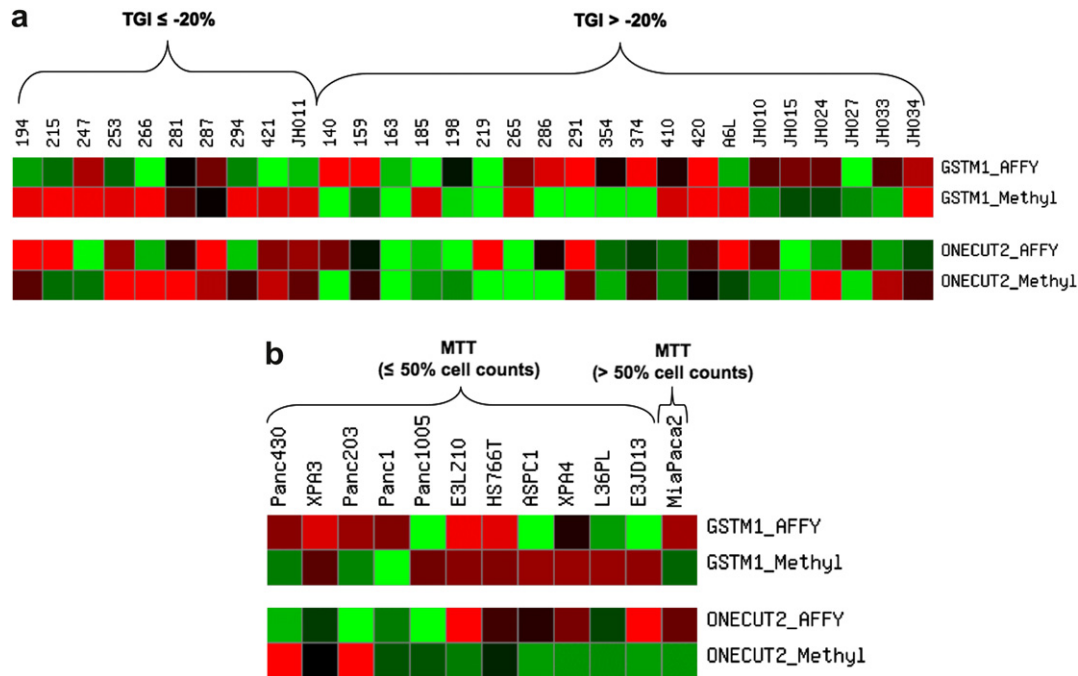 a
TGI ≤ -20%
TGI > -20%
194 215 247 253 266 281 287 294 421 JH011 140 159 163 185 198 219 265 286 291 354 374 410 420 A6L JH010 JH015 JH024 JH027 JH033 JH034
GSTM1_AFFY
GSTM1_Methyl
ONECUT2_AFFY
ONECUT2_Methyl
b
MTT
(≤ 50% cell counts)
MTT
(> 50% cell counts)
Panc430 XPA3 Panc203 Panc1 Panc1005 E3LZ10 HS766T ASPC1 XPA4 L36PL E3JD13 MiaPaca2
GSTM1_AFFY
GSTM1_Methyl
ONECUT2_AFFY
ONECUT2_Methyl